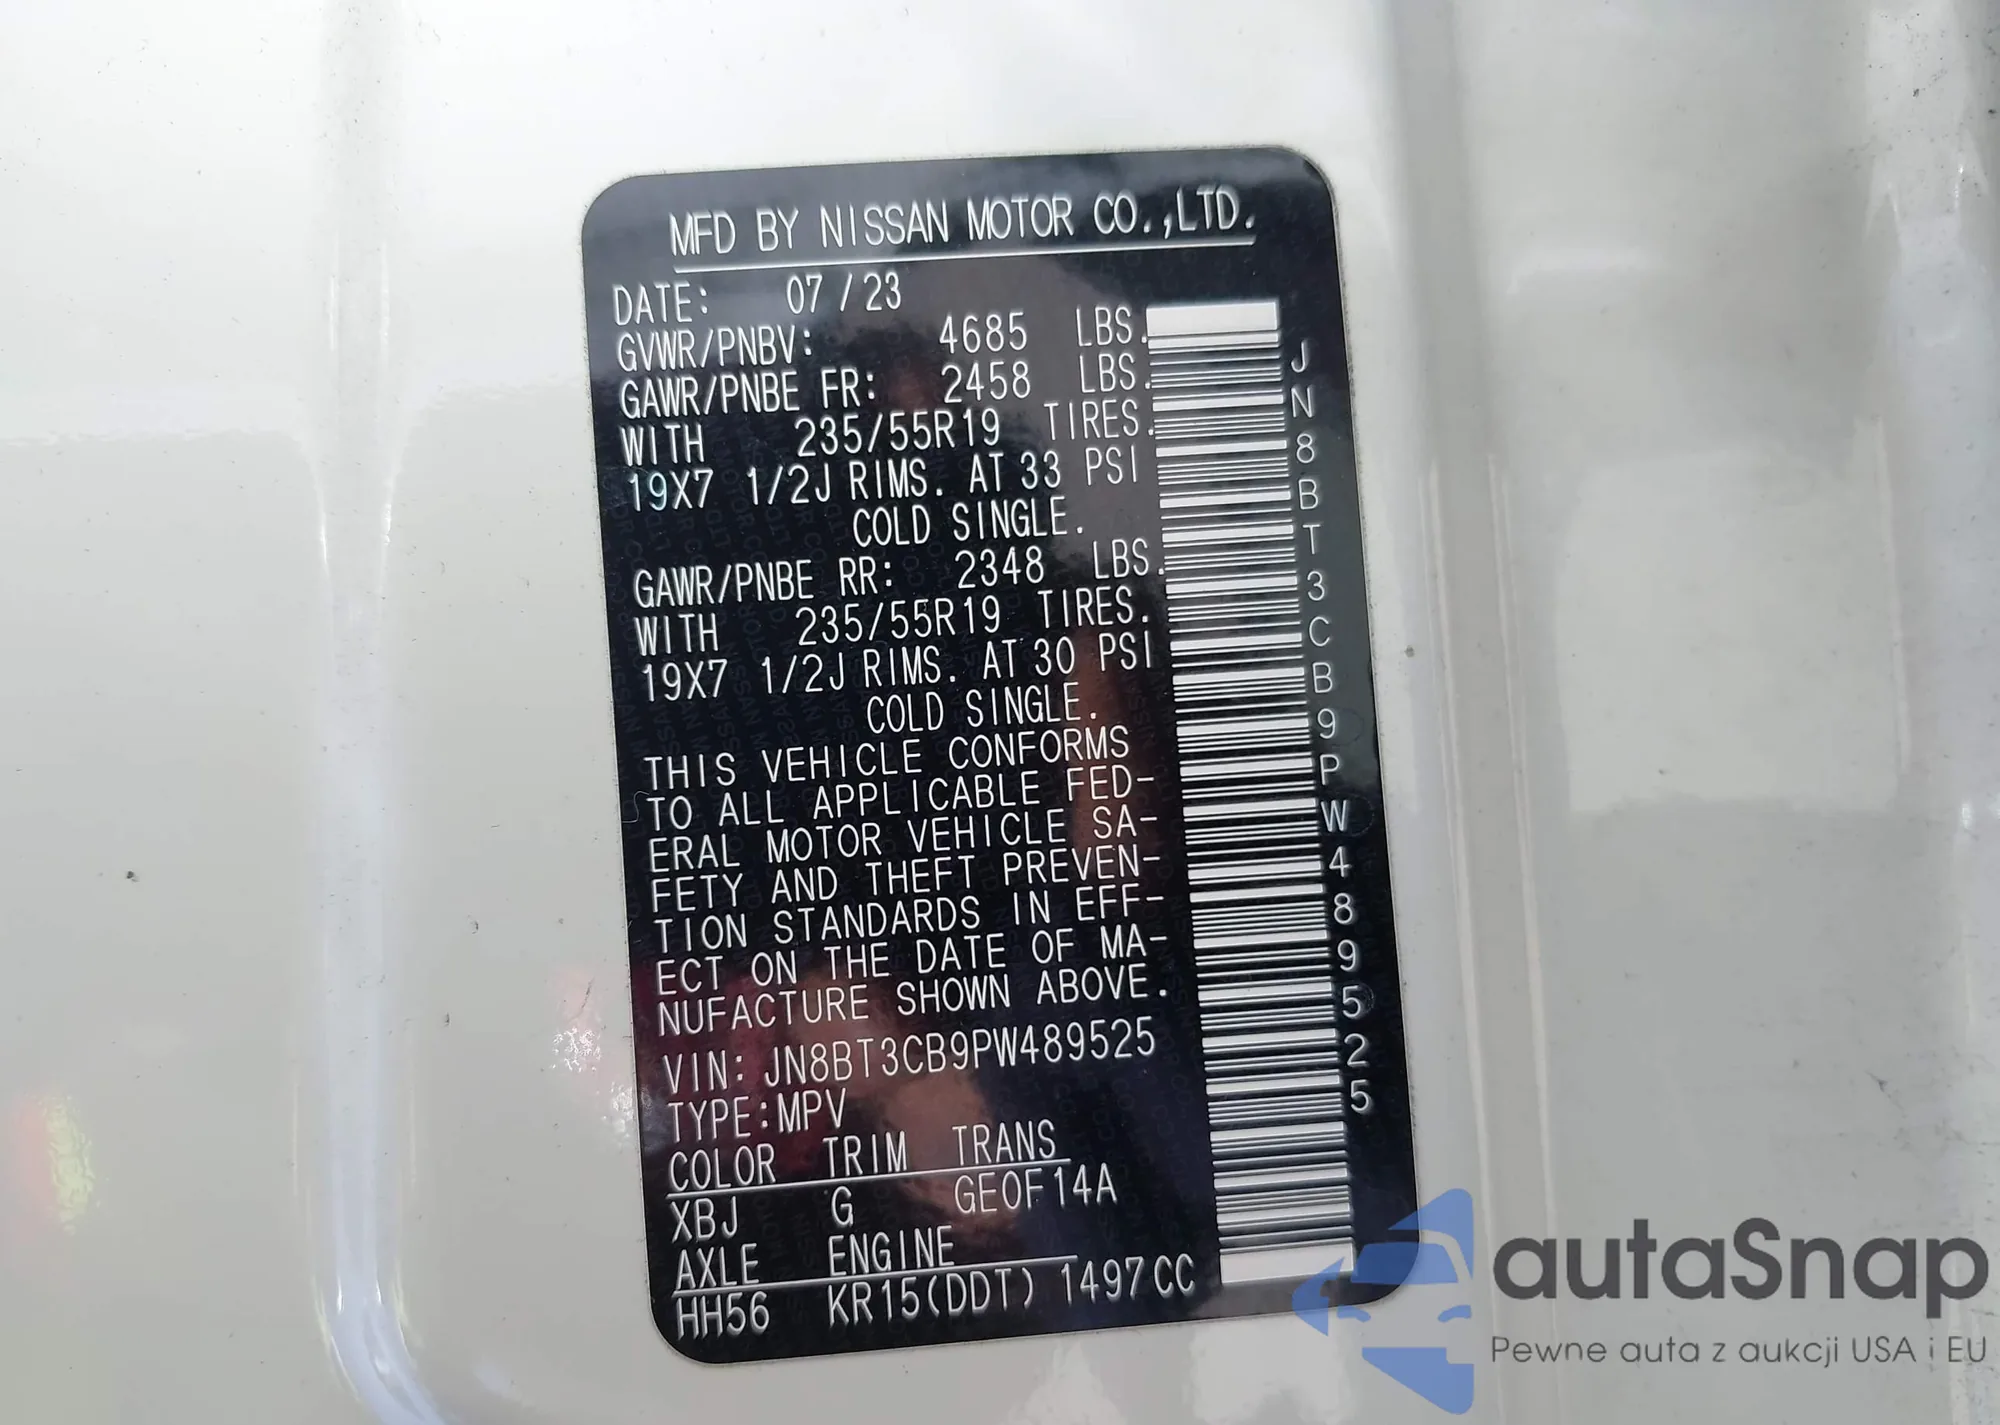 MFD BY NISSAN MOTOR CO.,LTD.
DATE: 07 / 23
GVWR/PNBV: 4685 LBS.
GAWR/PNBE FR: 2458 LBS.
WITH 235/55R19 TIRES.
19X7 1/2J RIMS. AT 33 PSI
COLD SINGLE.
GAWR/PNBE RR: 2348 LBS.
WITH 235/55R19 TIRES.
19X7 1/2J RIMS. AT 30 PSI
COLD SINGLE.
THIS VEHICLE CONFORMS
TO ALL APPLICABLE FED-
ERAL MOTOR VEHICLE SA-
FETY AND THEFT PREVEN-
TION STANDARDS IN EFF-
ECT ON THE DATE OF MA-
NUFACTURE SHOWN ABOVE.
VIN: JN8BT3CB9PW489525
TYPE:MPV
COLOR TRIM TRANS
XBJ G GE0F14A
AXLE ENGINE
HH56 KR15(DDT) 1497CC
JN8BT3CB9PW489525
autaSnap
Pewne auta z aukcji USA i EU